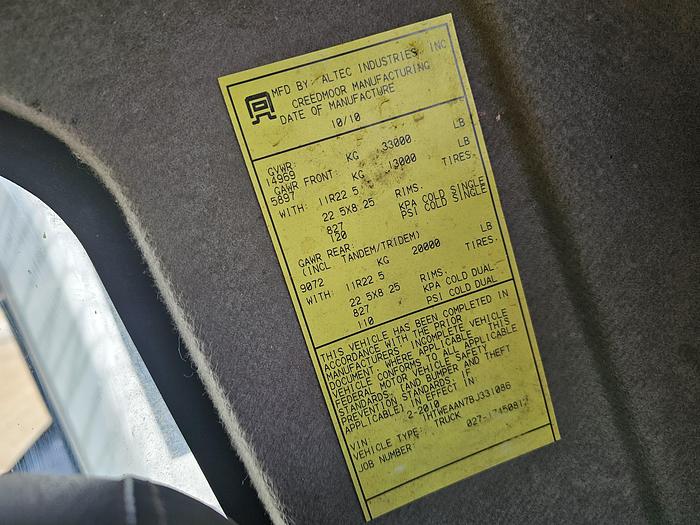 MFD BY: ALTEC INDUSTRIES, INC
CREEDMOOR MANUFACTURING
DATE OF MANUFACTURE
10/10
GVWR:
14969 KG 33000 LB
GAWR FRONT:
5897 KG 13000 LB
WITH: 11R22 5 TIRES.
22 5X8.25 RIMS.
827 KPA COLD SINGLE
120 PSI COLD SINGLE
GAWR REAR:
(INCL TANDEM/TRIDEM)
9072 KG 20000 LB
WITH: 11R22 5 TIRES.
22 5X8 25 RIMS.
827 KPA COLD DUAL
110 PSI COLD DUAL
THIS VEHICLE HAS BEEN COMPLETED IN
ACCORDANCE WITH THE PRIOR
MANUFACTURERS' INCOMPLETE VEHICLE
DOCUMENT, WHERE APPLICABLE. THIS
VEHICLE CONFORMS TO ALL APPLICABLE
FEDERAL MOTOR VEHICLE SAFETY
STANDARDS, [AND BUMPER AND THEFT
PREVENTION STANDARDS, IF
APPLICABLE] IN EFFECT IN:
2-2010
VIN: 1HTWEAAN7BJ331086
VEHICLE TYPE: TRUCK
JOB NUMBER: